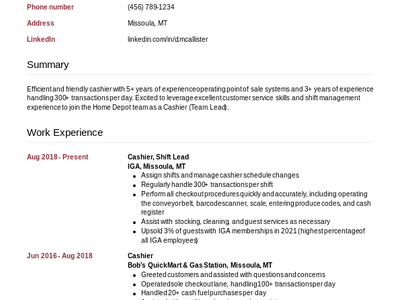 Phone number (456) 789-1234
Address Missoula, MT
LinkedIn linkedin.com/in/d.mcallister
Summary
Efficient and friendly cashier with 5+ years of experience operating point of sale systems and 3+ years of experience
handling 300+ transactions per day. Excited to leverage excellent customer service skills and shift management
experience to join the Home Depot team as a Cashier (Team Lead).
Work Experience
Aug 2018 - Present Cashier, Shift Lead
IGA, Missoula, MT
● Assign shifts and manage cashier schedule changes
● Regularly handle 300+ transactions per shift
● Perform all checkout procedures quickly and accurately, including operating
the conveyor belt, barcode scanner, scale, entering produce codes, and cash
register
● Assist with stocking, cleaning, and guest services as necessary
● Upsold 3% of guests with IGA memberships in 2021 (highest percentage of
all IGA employees)
Jun 2016 - Aug 2018 Cashier
Bob's Quick Mart & Gas Station, Missoula, MT
● Greeted customers and assisted with questions and concerns
● Operated sole checkout lane, handling 100+ transactions per day
● Handled 20+ cash fuel purchases per day